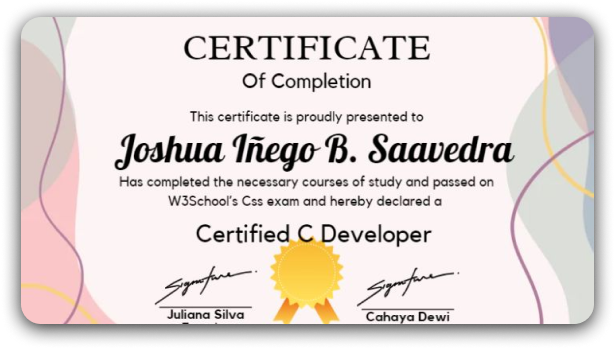 CERTIFICATE
Of Completion
This certificate is proudly presented to
Joshua Iñego B. Saavedra
Has completed the necessary courses of study and passed on
W3School's Css exam and hereby declared a
Certified C Developer
Signature
Signature
Juliana Silva
Cahaya Dewi